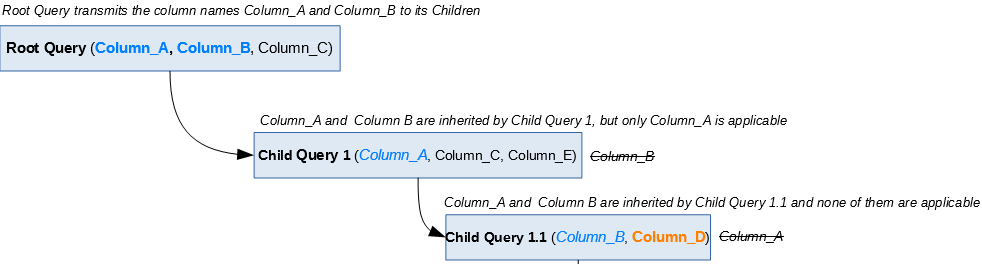 Root Query transmits the column names Column_A and Column_B to its Children
Root Query (Column_A, Column_B, Column_C)
Column_A and  Column B are inherited by Child Query 1, but only Column_A is applicable
Child Query 1 (Column_A, Column_C, Column_E) Column_B
Column_A and  Column B are inherited by Child Query 1.1 and none of them are applicable
Child Query 1.1 (Column_B, Column_D) Column_A